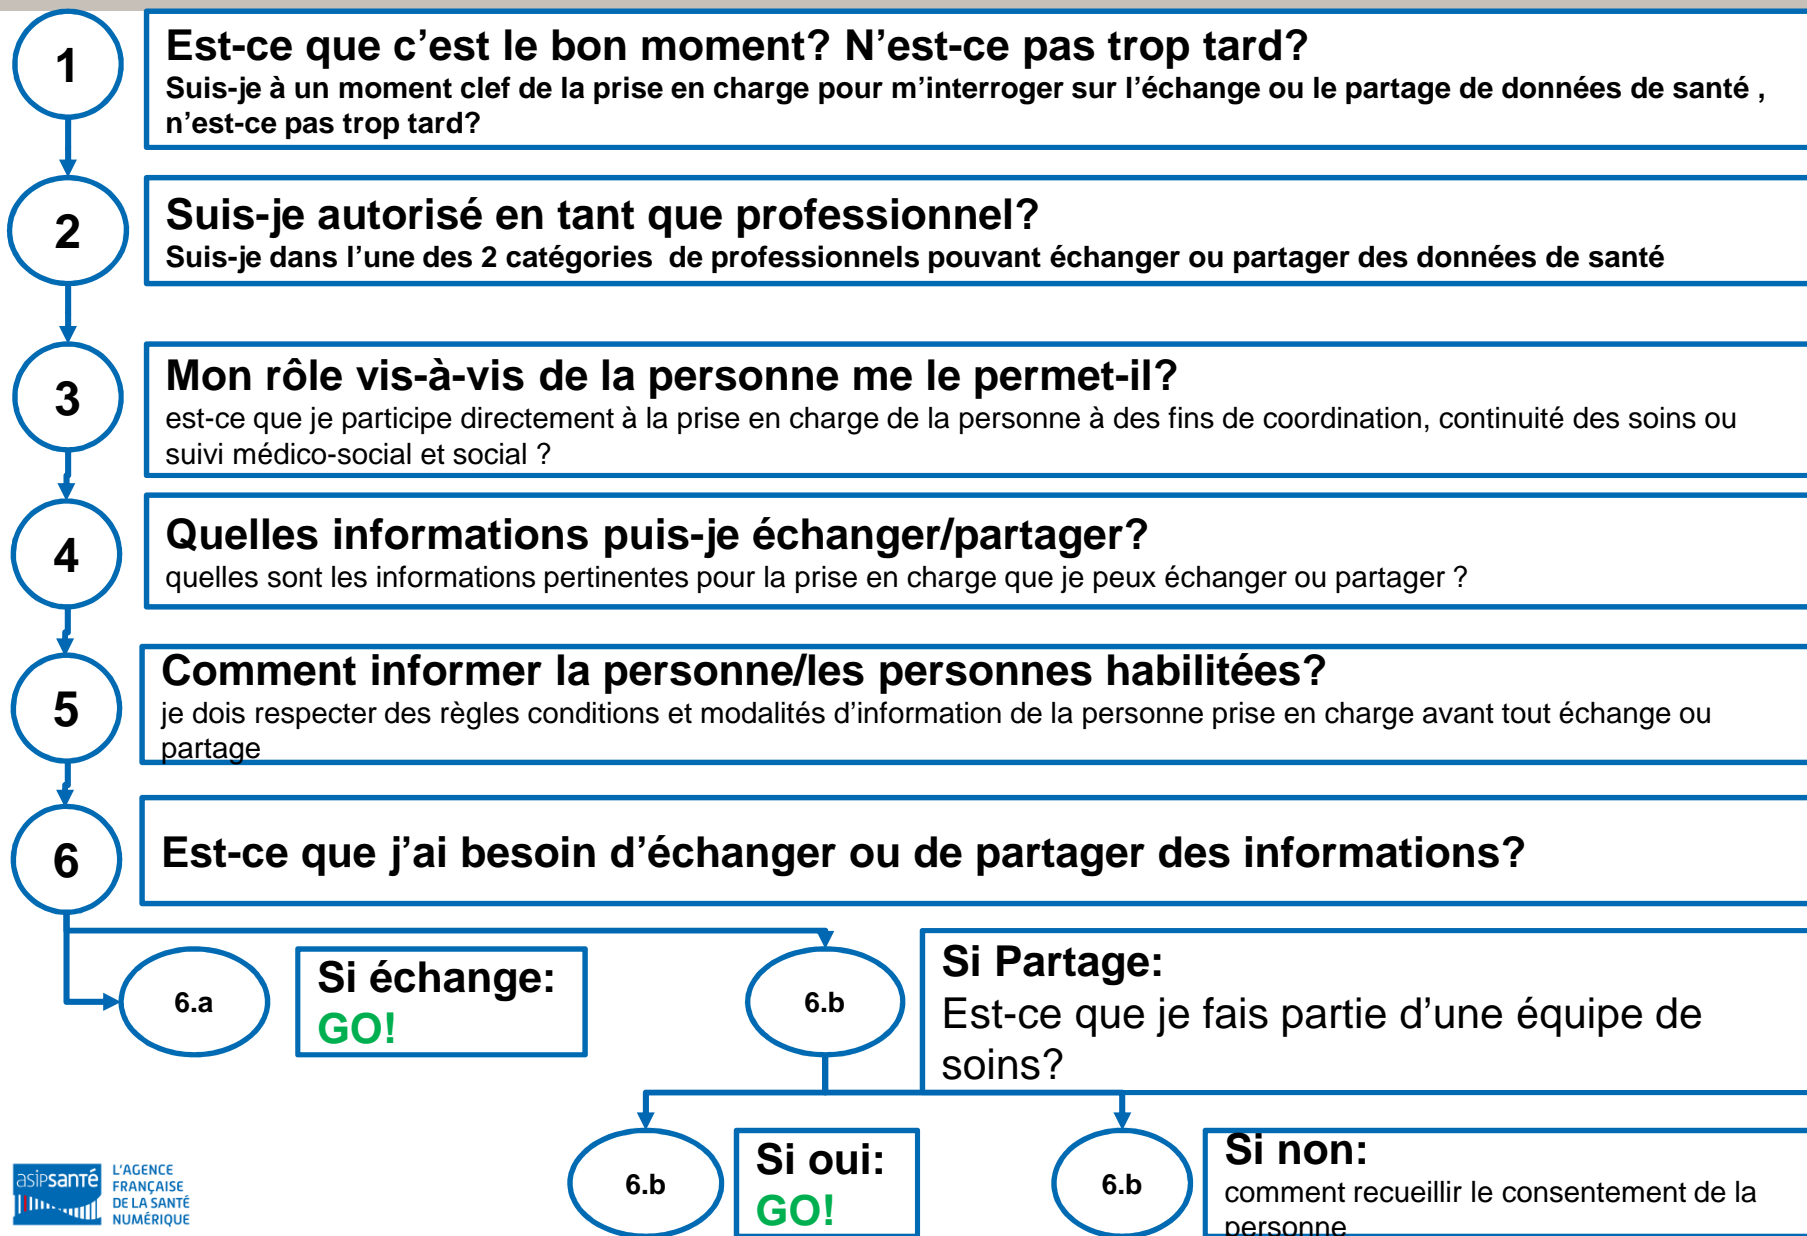 1
Est-ce que c’est le bon moment? N’est-ce pas trop tard?
Suis-je à un moment clef de la prise en charge pour m’interroger sur l’échange ou le partage de données de santé ,
n’est-ce pas trop tard?
2
Suis-je autorisé en tant que professionnel?
Suis-je dans l’une des 2 catégories  de professionnels pouvant échanger ou partager des données de santé
3
Mon rôle vis-à-vis de la personne me le permet-il?
est-ce que je participe directement à la prise en charge de la personne à des fins de coordination, continuité des soins ou
suivi médico-social et social ?
4
Quelles informations puis-je échanger/partager?
quelles sont les informations pertinentes pour la prise en charge que je peux échanger ou partager ?
5
Comment informer la personne/les personnes habilitées?
je dois respecter des règles conditions et modalités d’information de la personne prise en charge avant tout échange ou
partage
6
Est-ce que j’ai besoin d’échanger ou de partager des informations?
6.a
Si échange:
GO!
6.b
Si Partage:
Est-ce que je fais partie d’une équipe de
soins?
6.b
Si oui:
GO!
6.b
Si non:
comment recueillir le consentement de la
personne
asipsanté
L’AGENCE
FRANÇAISE
DE LA SANTÉ
NUMÉRIQUE